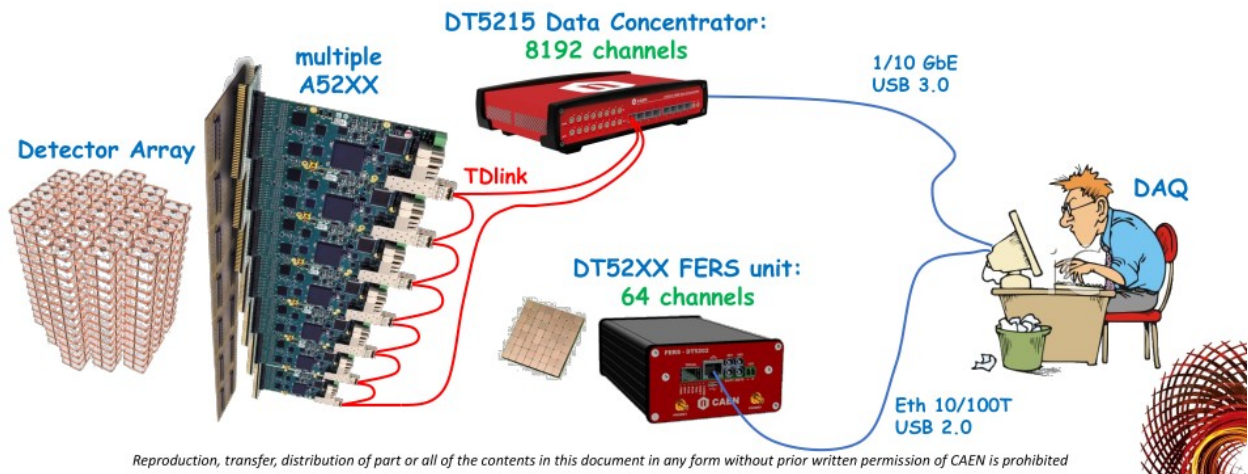 DT5215 Data Concentrator:
8192 channels
multiple
A52XX
1/10 GbE
USB 3.0
Detector Array
TDlink
DAQ
DT52XX FERS unit:
64 channels
FERS - DT5202
CAEN
Eth 10/100T
USB 2.0
Reproduction, transfer, distribution of part or all of the contents in this document in any form without prior written permission of CAEN is prohibited